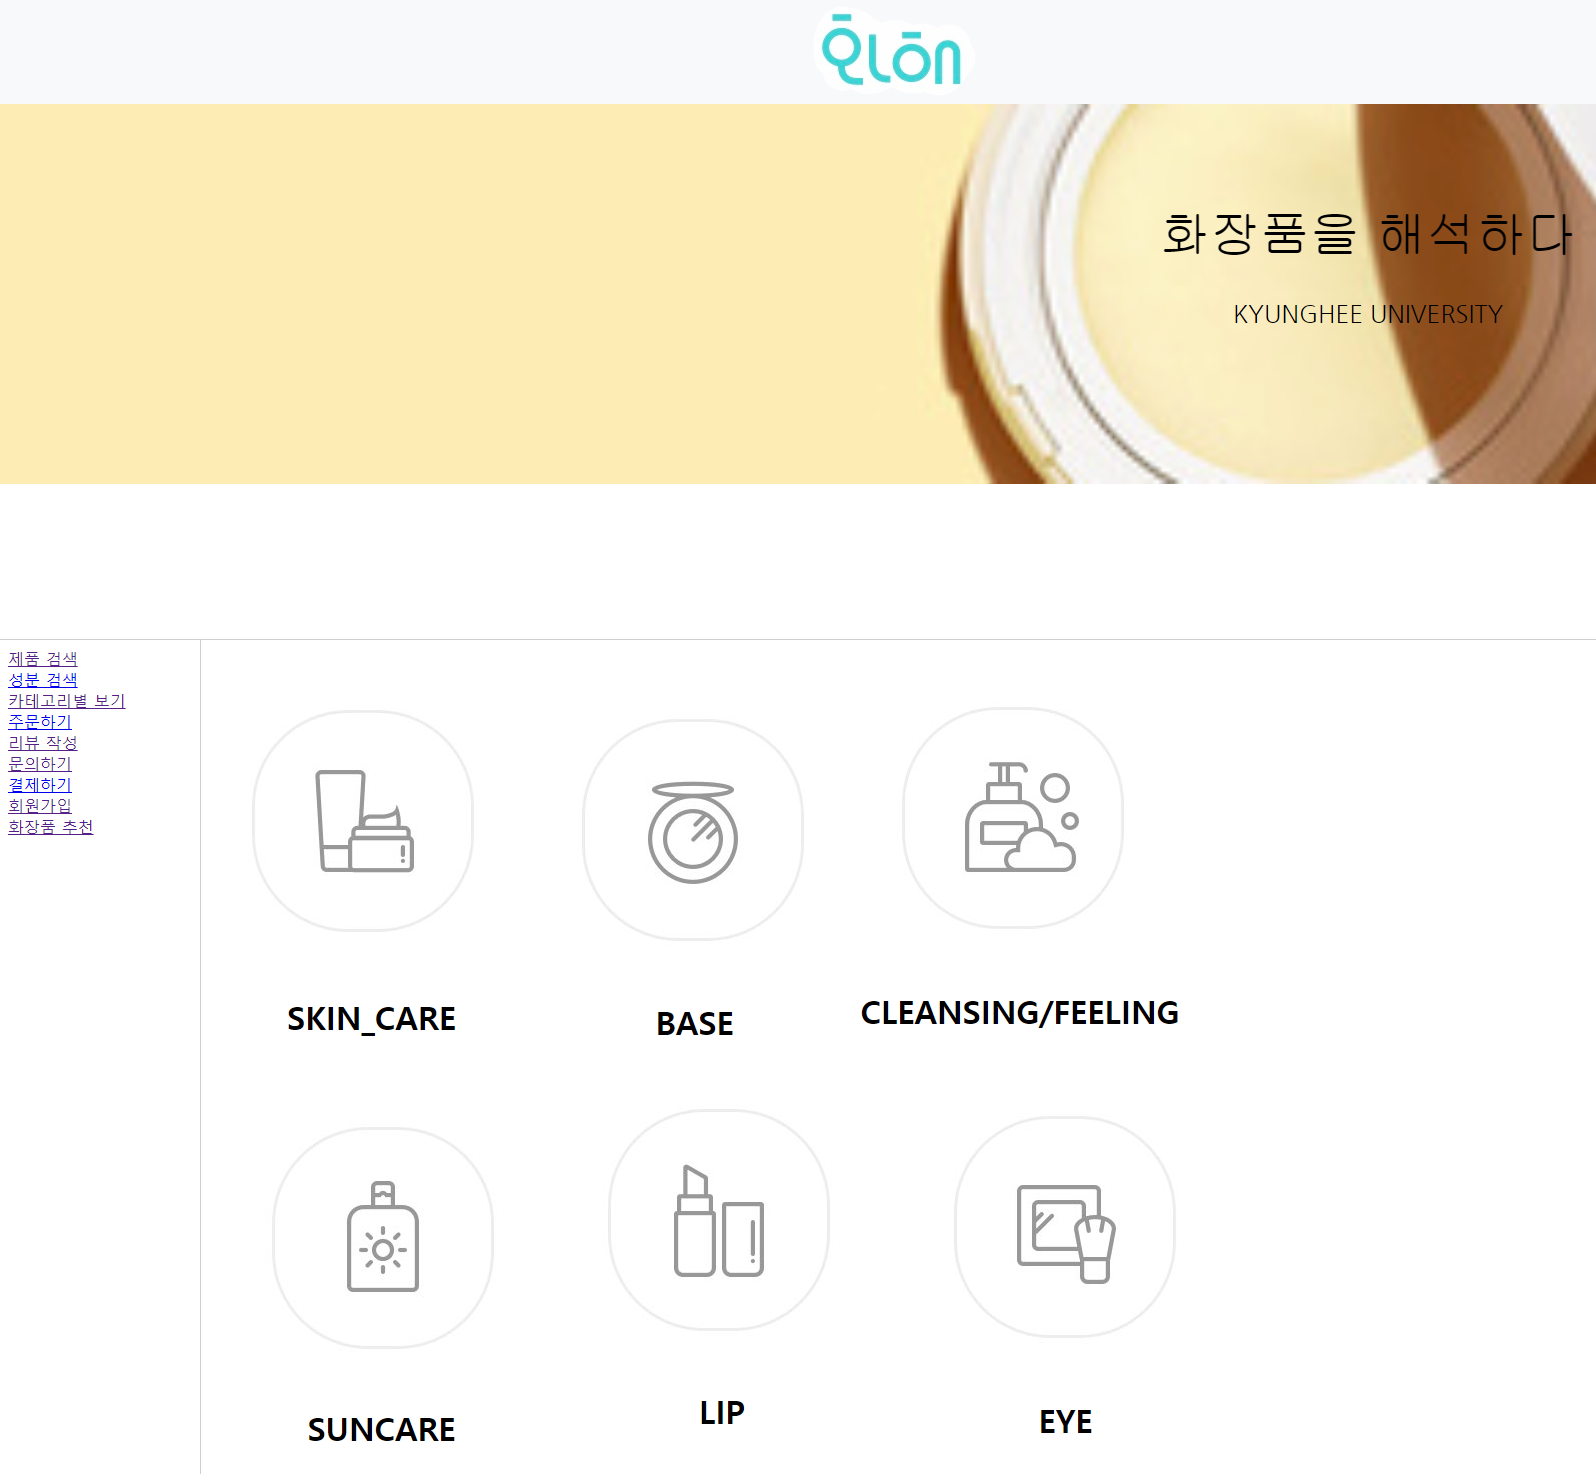 화장품을 해석하다
KYUNGHEE UNIVERSITY
제품 검색
성분 검색
카테고리별 보기
주문하기
리뷰 작성
문의하기
결제하기
회원가입
화장품 추천
SKIN_CARE
BASE
CLEANSING/FEELING
SUNCARE
LIP
EYE